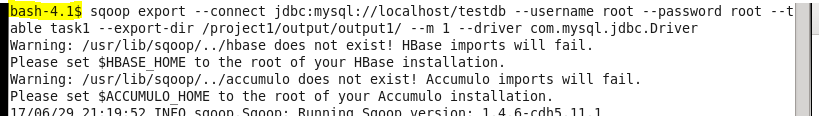 bash-4.1$ sqoop export --connect jdbc:mysql://localhost/testdb --username root --password root --t
able task1 --export-dir /project1/output/output1/ --m 1 --driver com.mysql.jdbc.Driver
Warning: /usr/lib/sqoop/../hbase does not exist! HBase imports will fail.
Please set $HBASE_HOME to the root of your HBase installation.
Warning: /usr/lib/sqoop/../accumulo does not exist! Accumulo imports will fail.
Please set $ACCUMULO_HOME to the root of your Accumulo installation.
17/06/29 21:19:52 INFO sqoop.Sqoop: Running Sqoop version: 1.4.6-cdh5.11.1